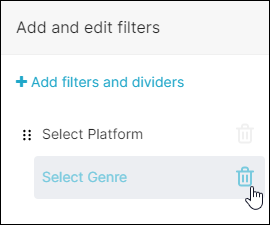 Add and edit filters
+ Add filters and dividers
Select Platform
Select Genre